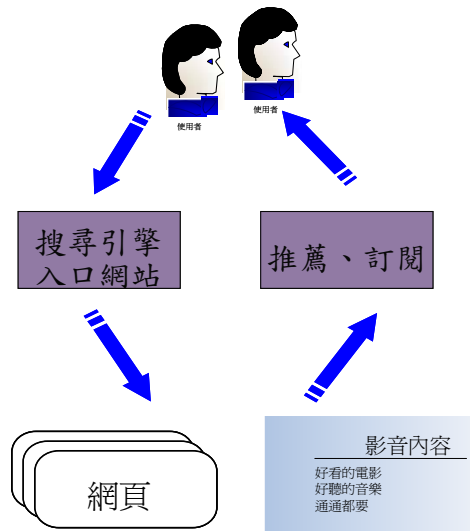 使用者
使用者
搜尋引擎
入口網站
推薦、訂閱
網頁
影音內容
好看的電影
好聽的音樂
通通都要